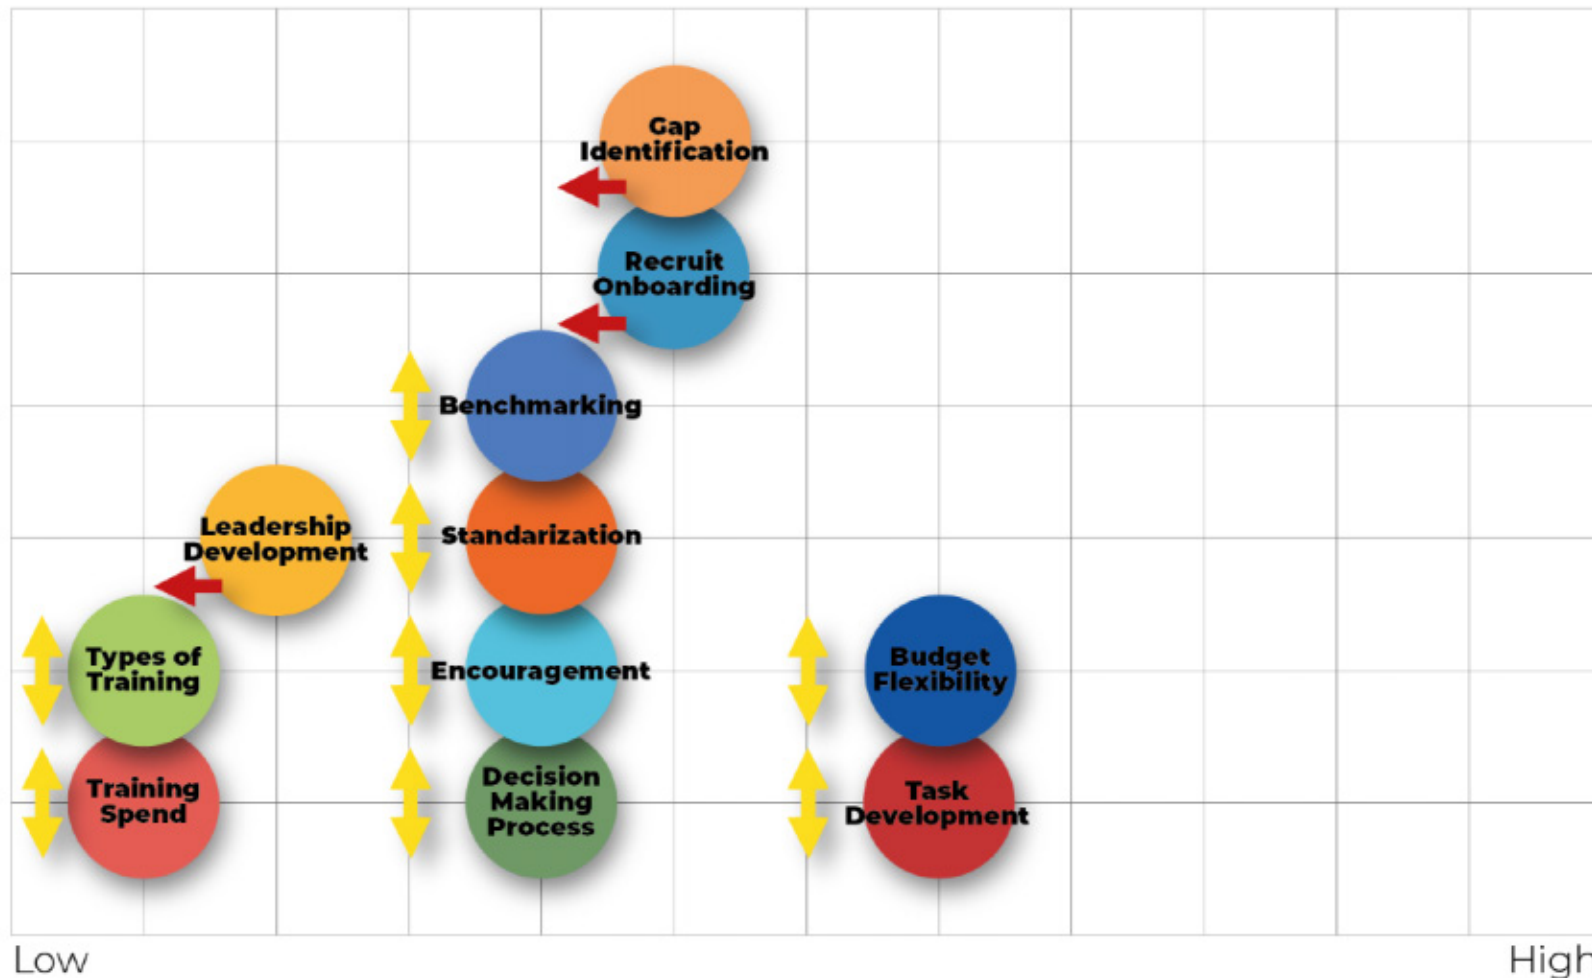 Gap
Identification
Recruit
Onboarding
Benchmarking
Leadership
Development
Standarization
Types of
Training
Encouragement
Budget
Flexibility
Training
Spend
Decision
Making
Process
Task
Development
Low
High